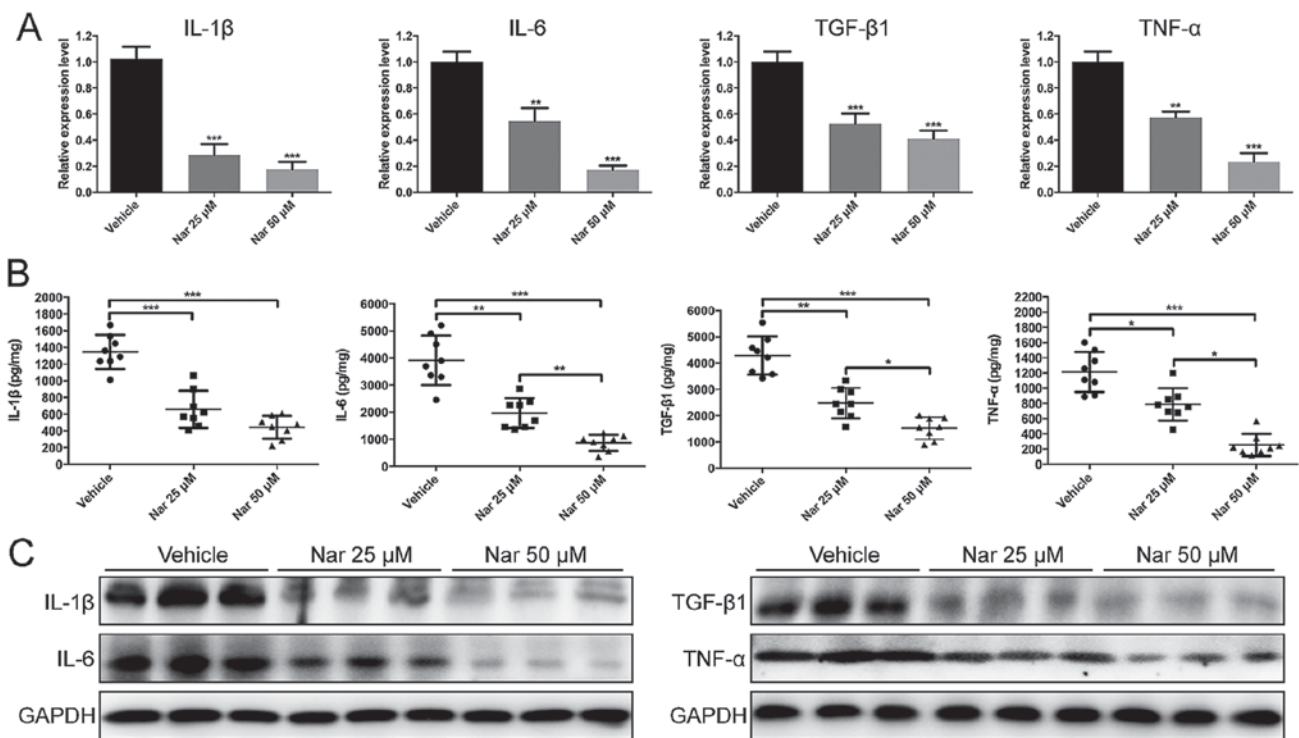 A
IL-1β
IL-6
TGF-β1
TNF-α
Relative expression level
1.2
1.0
0.8
0.6
0.4
0.2
0.0
***
***
Vehicle
Nar 25 µM
Nar 50 µM
Relative expression level
1.2
1.0
0.8
0.6
0.4
0.2
0.0
**
***
Vehicle
Nar 25 µM
Nar 50 µM
Relative expression level
1.2
1.0
0.8
0.6
0.4
0.2
0.0
***
***
Vehicle
Nar 25 µM
Nar 50 µM
Relative expression level
1.2
1.0
0.8
0.6
0.4
0.2
0.0
**
***
Vehicle
Nar 25 µM
Nar 50 µM
B
IL-1β (pg/mg)
2000
1800
1600
1400
1200
1000
800
600
400
200
0
***
***
Vehicle
Nar 25 µM
Nar 50 µM
IL-6 (pg/mg)
6000
5000
4000
3000
2000
1000
0
***
**
**
Vehicle
Nar 25 µM
Nar 50 µM
TGF-β1 (pg/mg)
6000
5000
4000
3000
2000
1000
0
***
**
*
Vehicle
Nar 25 µM
Nar 50 µM
TNF-α (pg/mg)
2200
2000
1800
1600
1400
1200
1000
800
600
400
200
0
***
*
*
Vehicle
Nar 25 µM
Nar 50 µM
C
Vehicle Nar 25 µM Nar 50 µM
IL-1β
IL-6
GAPDH
Vehicle Nar 25 µM Nar 50 µM
TGF-β1
TNF-α
GAPDH